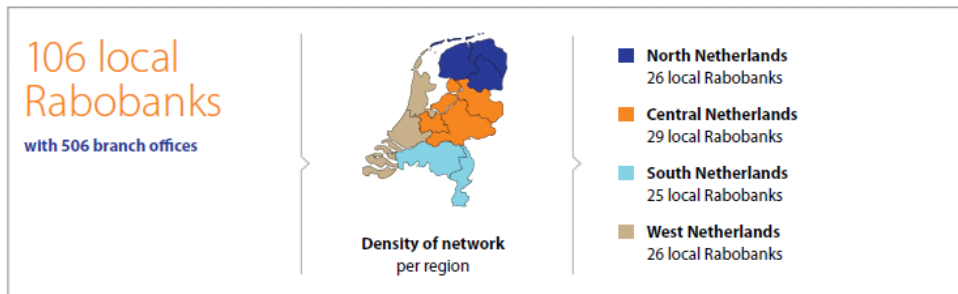 106 local
Rabobanks
with 506 branch offices
Density of network
per region
North Netherlands
26 local Rabobanks
Central Netherlands
29 local Rabobanks
South Netherlands
25 local Rabobanks
West Netherlands
26 local Rabobanks